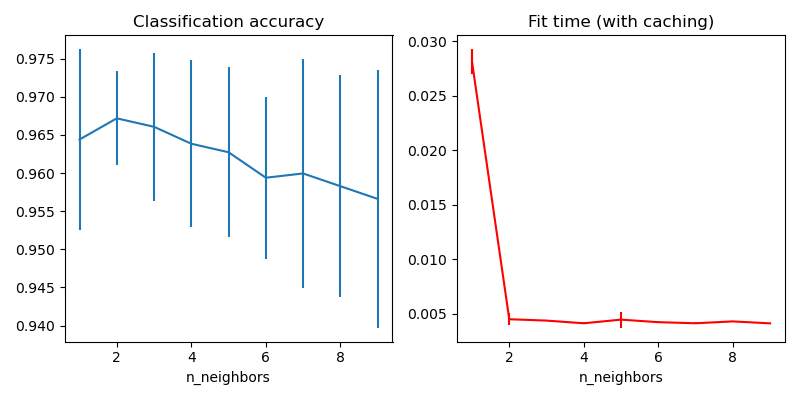 Classification accuracy
0.975
0.970
0.965
0.960
0.955
0.950
0.945
0.940
2 4 6 8
n_neighbors
Fit time (with caching)
0.030
0.025
0.020
0.015
0.010
0.005
2 4 6 8
n_neighbors